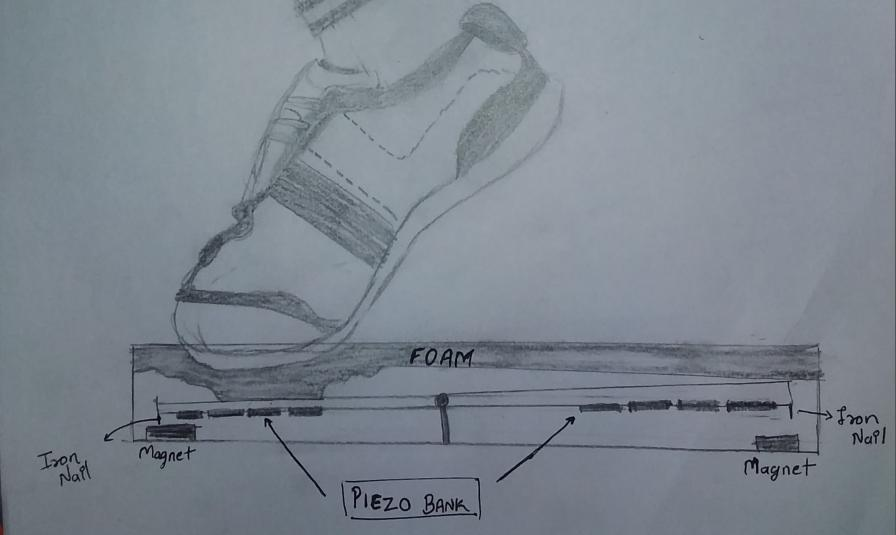 FOAM
Iron
Nail
Magnet
Iron
Nail
Magnet
PIEZO BANK